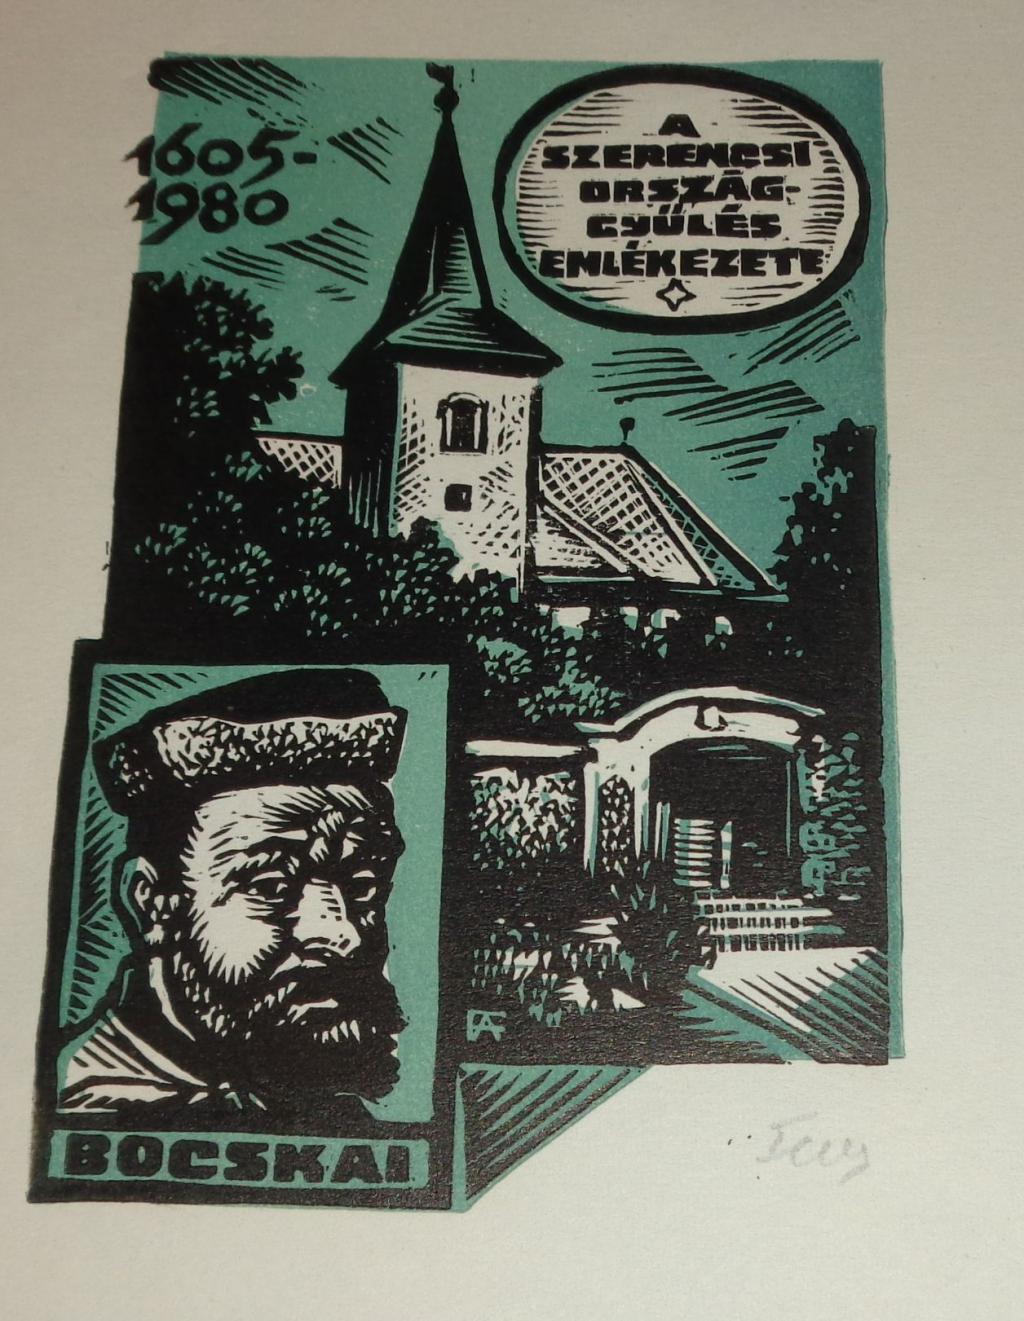 1605-
1980
A
SZERENCSI
ORSZÁG-
GYŰLÉS
EMLÉKEZETE
BOCSKAI